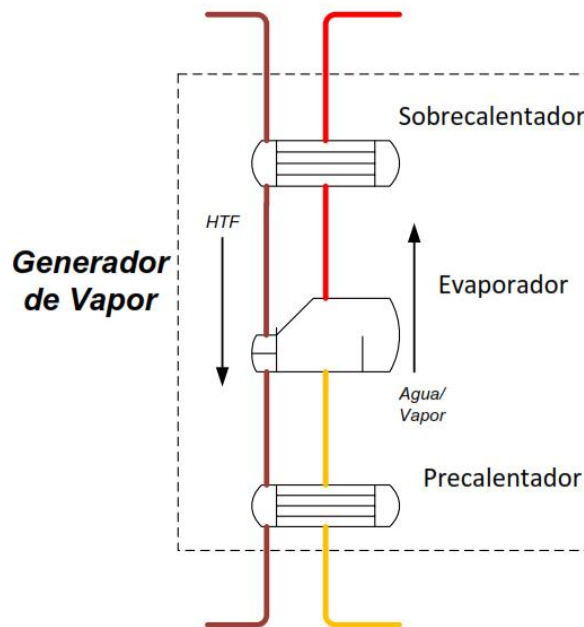 Sobrecalentador
HTF
Generador
de Vapor
Evaporador
Agua/
Vapor
Precalentador